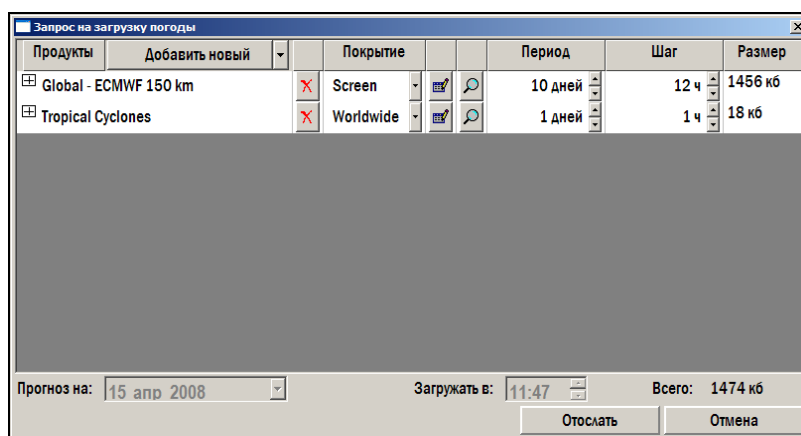 Запрос на загрузку погоды
Продукты Добавить новый Покрытие Период Шаг Размер
Global - ECMWF 150 km Screen 10 дней 12 ч 1456 кб
Tropical Cyclones Worldwide 1 дней 1 ч 18 кб
Прогноз на: 15 апр 2008 Загружать в: 11:47 Всего: 1474 кб
Отослать Отмена